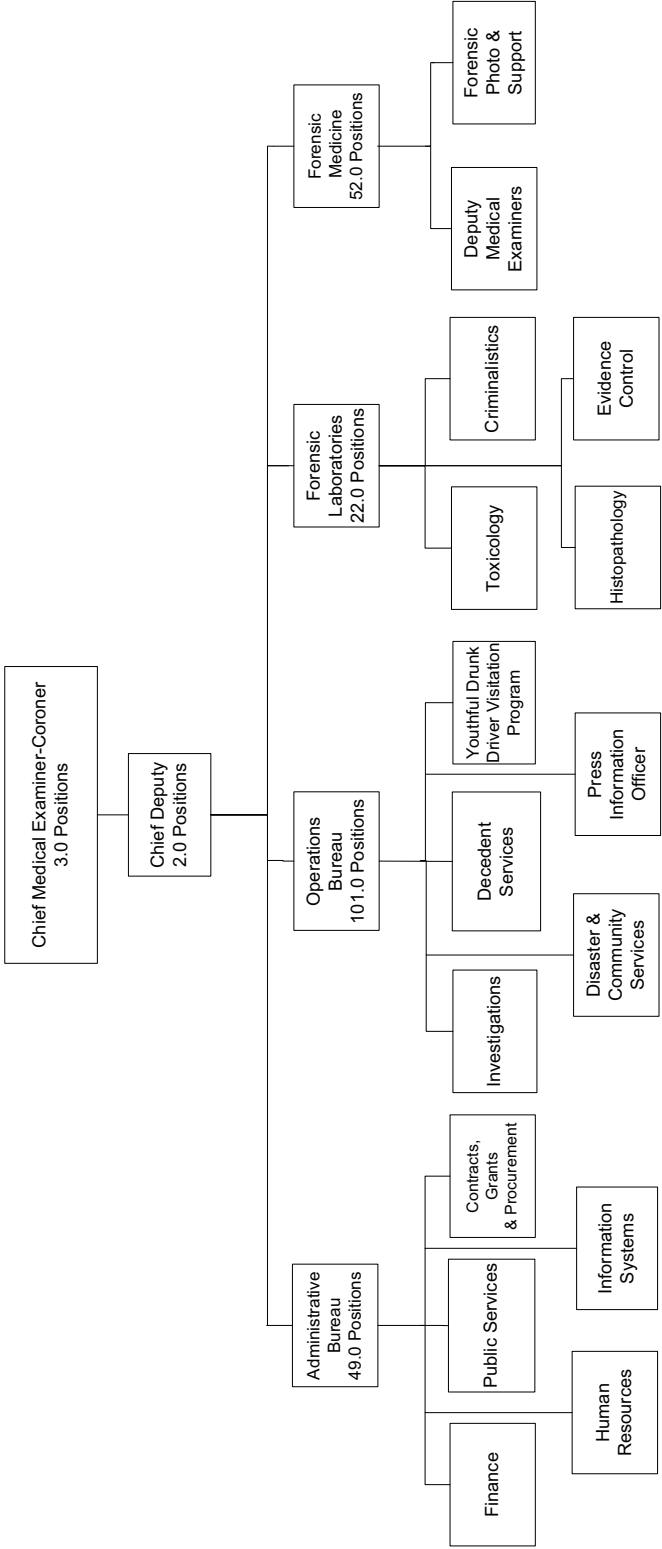 Chief Medical Examiner-Coroner
3.0 Positions
Chief Deputy
2.0 Positions
Administrative
Bureau
49.0 Positions
Operations
Bureau
101.0 Positions
Forensic
Laboratories
22.0 Positions
Forensic
Medicine
52.0 Positions
Finance
Public Services
Contracts,
Grants
& Procurement
Human
Resources
Information
Systems
Investigations
Decedent
Services
Youthful Drunk
Driver Visitation
Program
Disaster &
Community
Services
Press
Information
Officer
Toxicology
Criminalistics
Histopathology
Evidence
Control
Deputy
Medical
Examiners
Forensic
Photo &
Support